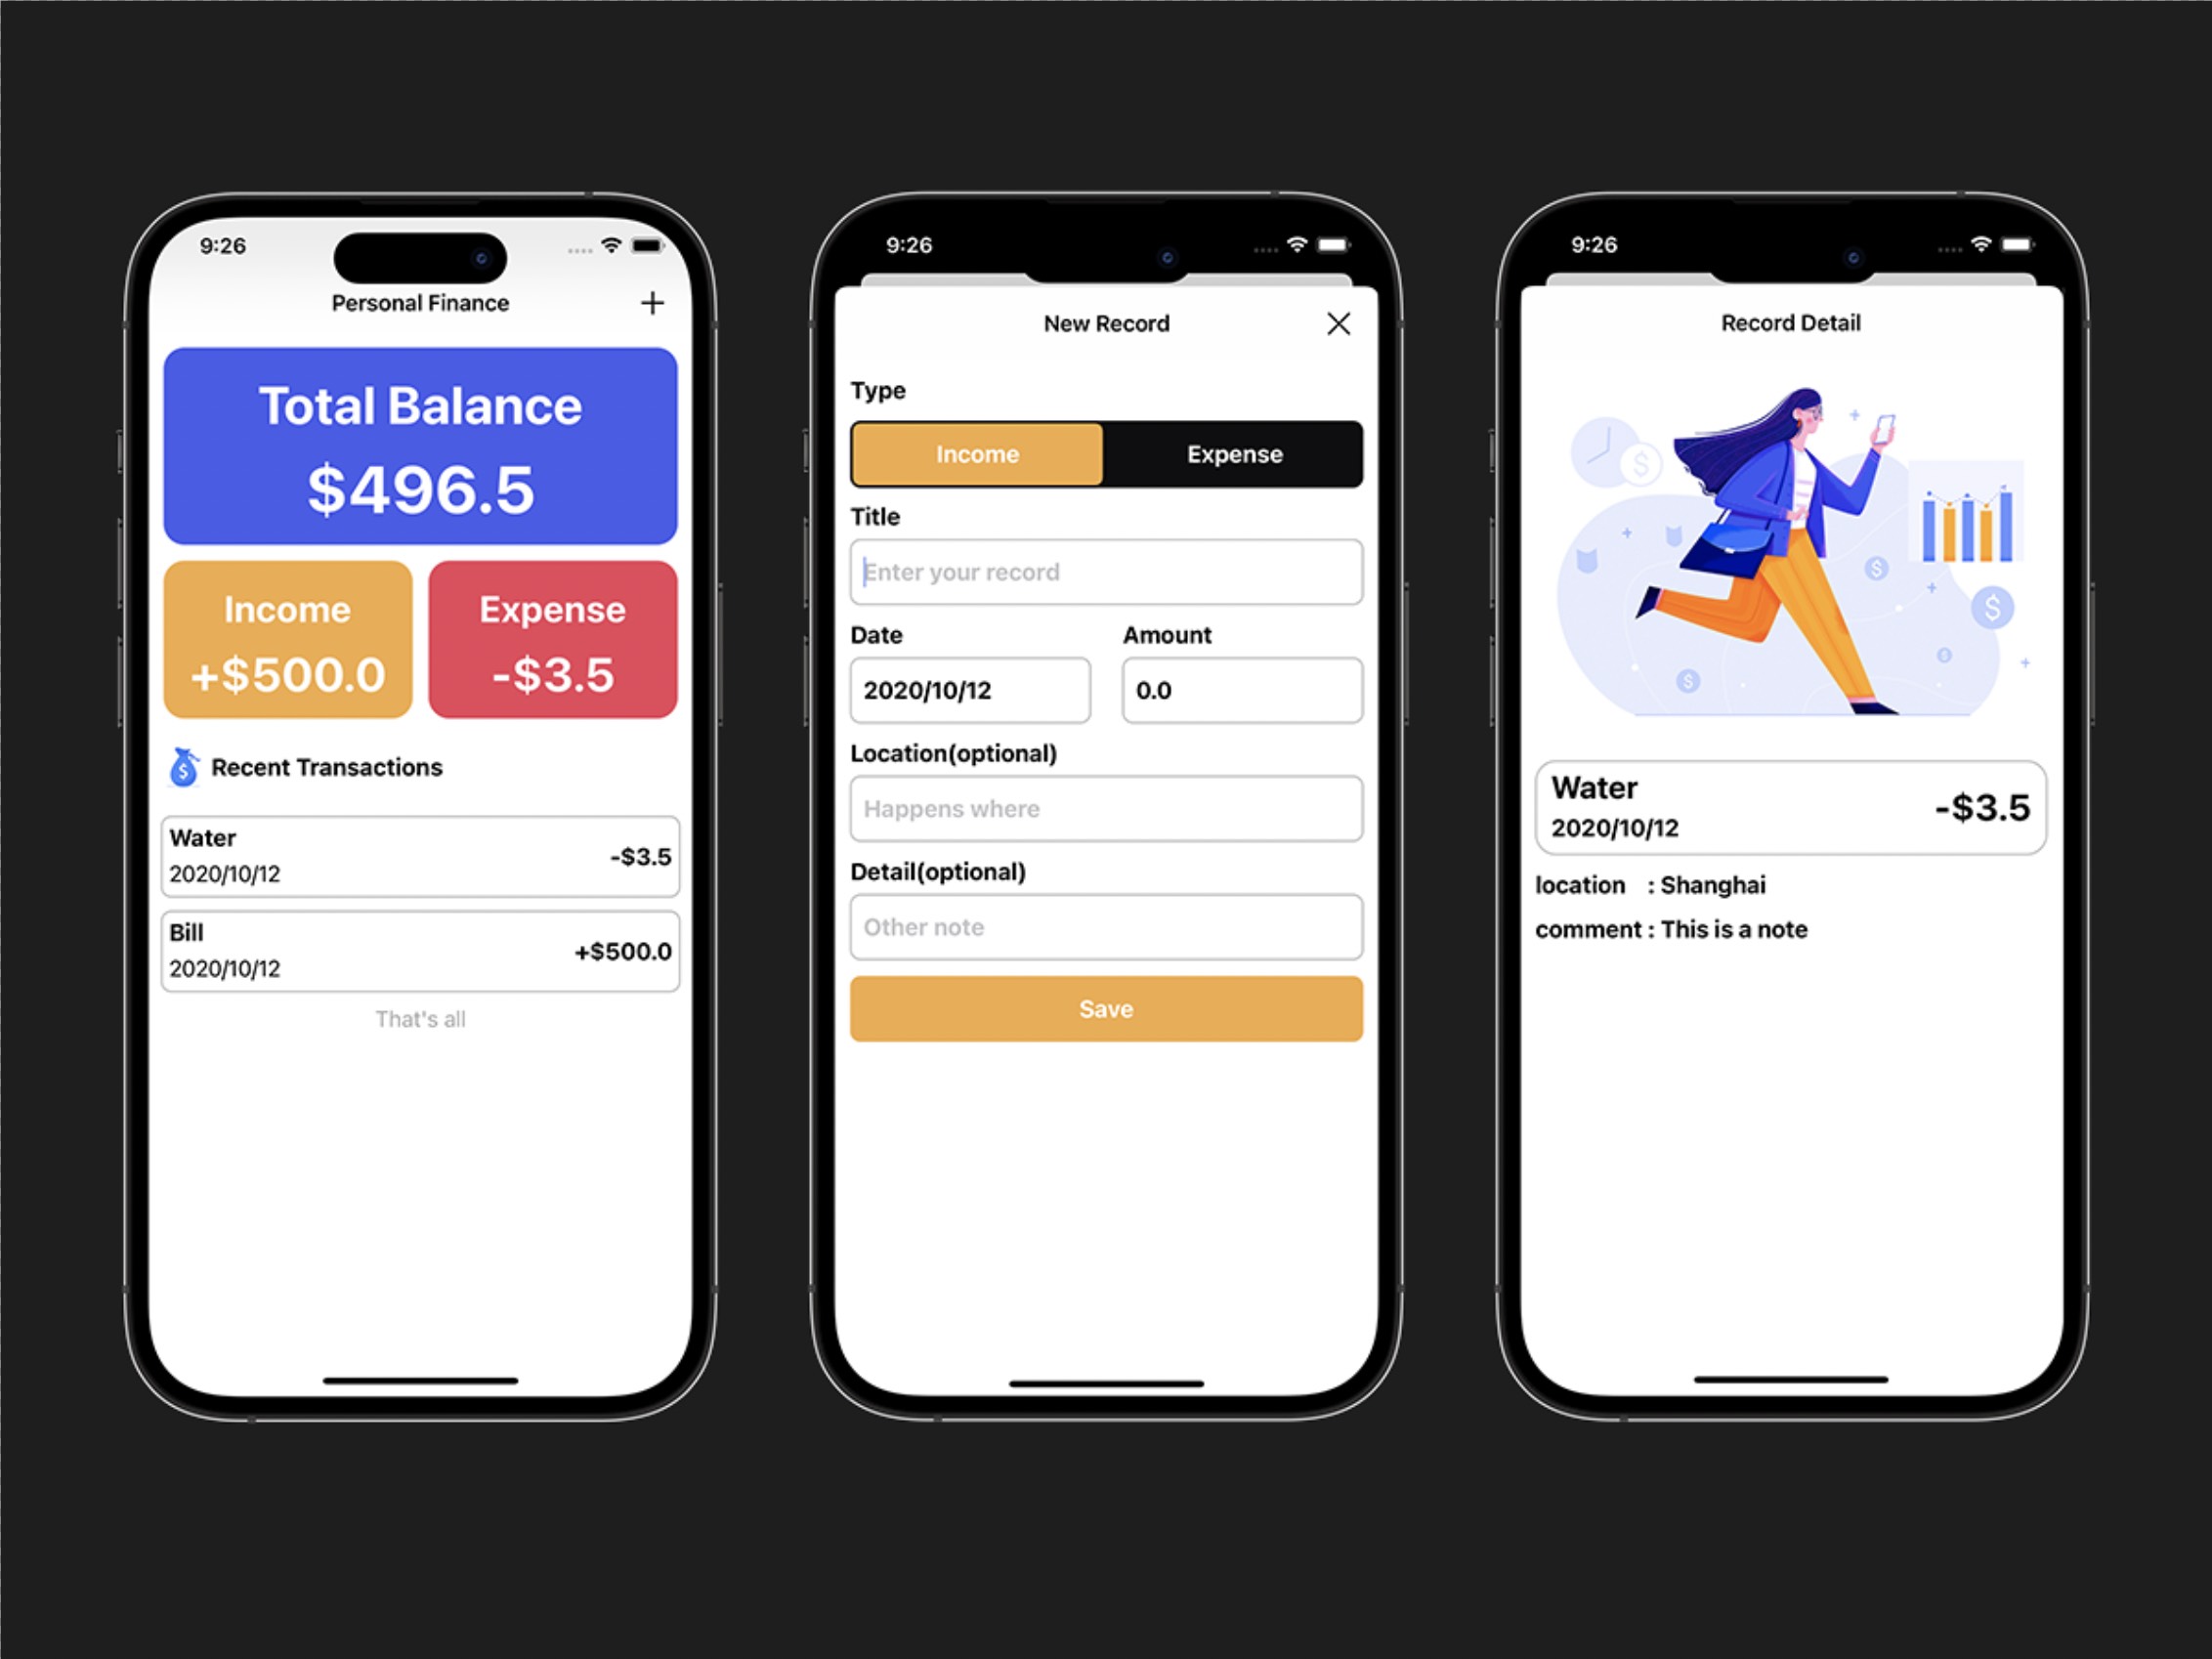 9:26
Personal Finance
Total Balance
$496.5
Income
+$500.0
Expense
-$3.5
$
Recent Transactions
Water
2020/10/12
-$3.5
Bill
2020/10/12
+$500.0
That's all
9:26
New Record
Type
Income
Expense
Title
Enter your record
Date
Amount
2020/10/12
0.0
Location(optional)
Happens where
Detail(optional)
Other note
Save
9:26
Record Detail
$
$
$
$
$
Water
2020/10/12
-$3.5
location : Shanghai
comment : This is a note